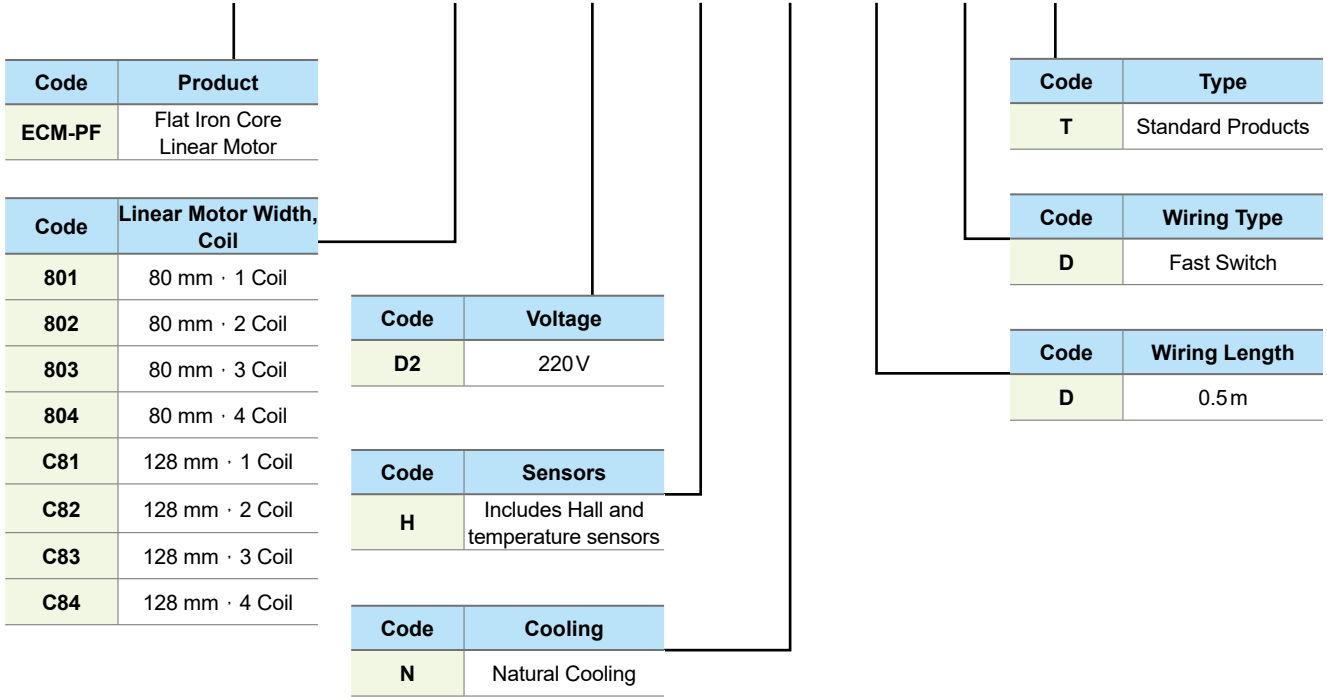 Code Product
ECM-PF Flat Iron Core
Linear Motor
Code Linear Motor Width,
Coil
801 80 mm · 1 Coil
802 80 mm · 2 Coil
803 80 mm · 3 Coil
804 80 mm · 4 Coil
C81 128 mm · 1 Coil
C82 128 mm · 2 Coil
C83 128 mm · 3 Coil
C84 128 mm · 4 Coil
Code Voltage
D2 220V
Code Sensors
H Includes Hall and
temperature sensors
Code Cooling
N Natural Cooling
Code Type
T Standard Products
Code Wiring Type
D Fast Switch
Code Wiring Length
D 0.5m